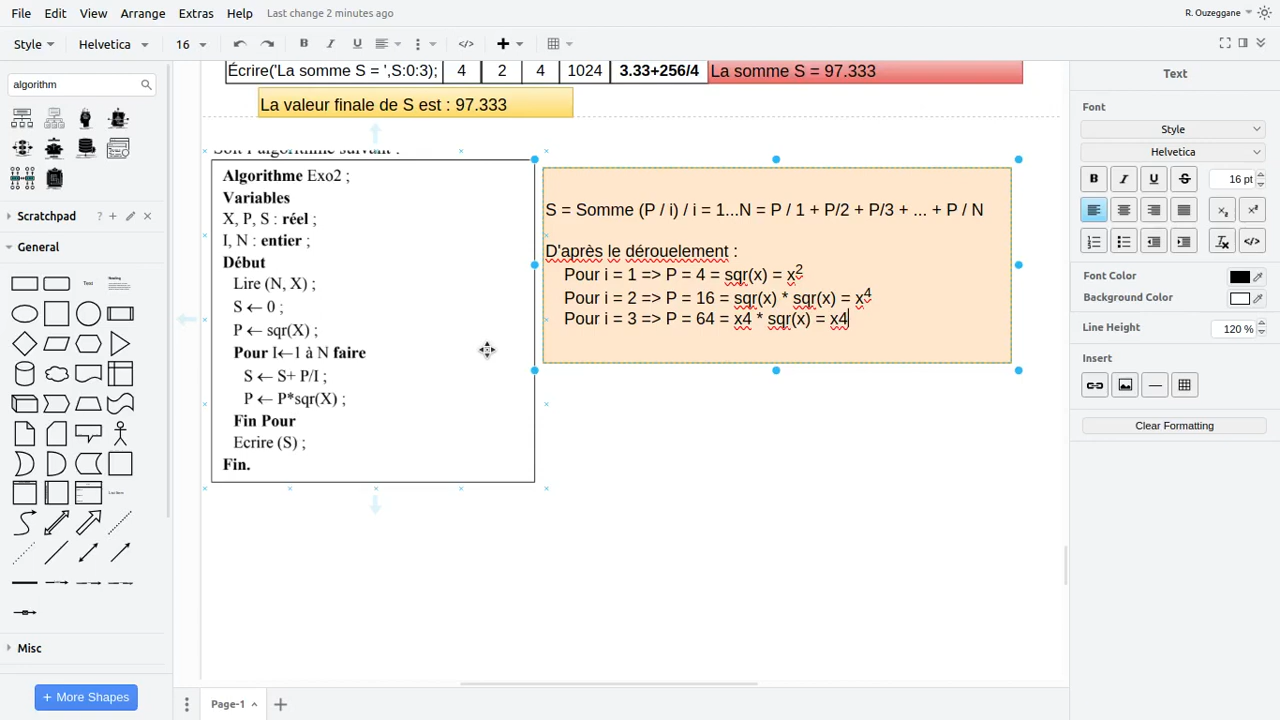 File Edit View Arrange Extras Help Last change 2 minutes ago R. Ouzeggane
Style Helvetica 16 B I U
algorithm
Écrire('La somme S = ',S:0:3); 4 2 4 1024 3.33+256/4 La somme S = 97.333
La valeur finale de S est : 97.333
Soit l'algorithme suivant :
Algorithme Exo2 ;
Variables
X, P, S : réel ;
I, N : entier ;
Début
Lire (N, X) ;
S ← 0 ;
P ← sqr(X) ;
Pour I←1 à N faire
S ← S+ P/I ;
P ← P*sqr(X) ;
Fin Pour
Ecrire (S) ;
Fin.
S = Somme (P / i) / i = 1...N = P / 1 + P/2 + P/3 + ... + P / N
D'après le dérouelement :
Pour i = 1 => P = 4 = sqr(x) = x²
Pour i = 2 => P = 16 = sqr(x) * sqr(x) = x⁴
Pour i = 3 => P = 64 = x4 * sqr(x) = x4
Scratchpad ?
General
Text
Misc
+ More Shapes
Page-1
Text
Font
Style
Helvetica
B I U S 16 pt
Font Color
Background Color
Line Height 120 %
Insert
Clear Formatting